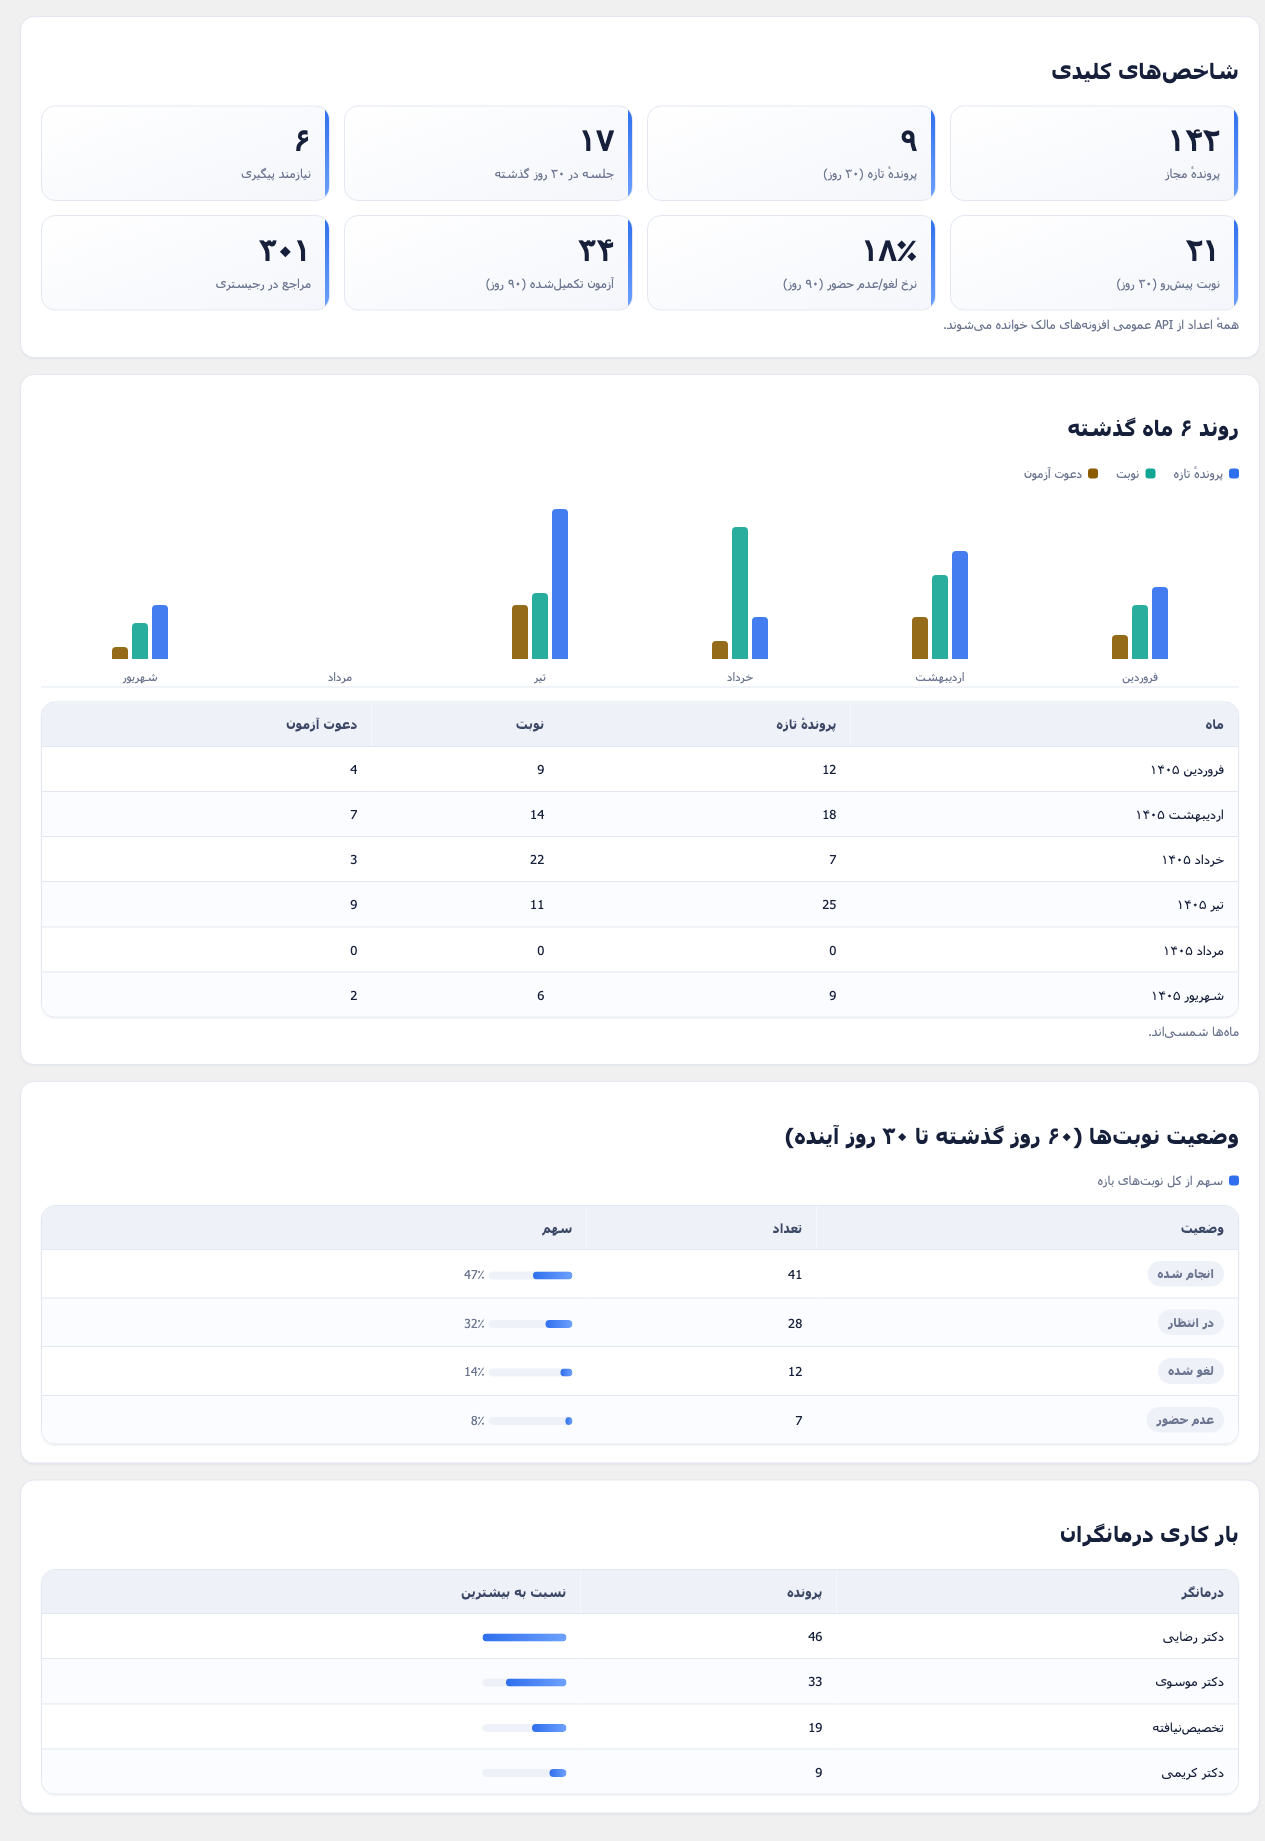 شاخص‌های کلیدی
۱۴۲ ۹ ۱۷ ۶
پروندهٔ مجاز پروندهٔ تازه (۳۰ روز) جلسه در ۳۰ روز گذشته نیازمند پیگیری
۲۱ ۱۸٪ ۳۴ ۳۰۱
نوبت پیش‌رو (۳۰ روز) نرخ لغو/عدم حضور (۹۰ روز) آزمون تکمیل‌شده (۹۰ روز) مراجع در رجیستری
همهٔ اعداد از API عمومی افزونه‌های مالک خوانده می‌شوند.
روند ۶ ماه گذشته
پروندهٔ تازه نوبت دعوت آزمون
فروردین اردیبهشت خرداد تیر مرداد شهریور
ماه پروندهٔ تازه نوبت دعوت آزمون
فروردین ۱۴۰۵ 12 9 4
اردیبهشت ۱۴۰۵ 18 14 7
خرداد ۱۴۰۵ 7 22 3
تیر ۱۴۰۵ 25 11 9
مرداد ۱۴۰۵ 0 0 0
شهریور ۱۴۰۵ 9 6 2
ماه‌ها شمسی‌اند.
وضعیت نوبت‌ها (۶۰ روز گذشته تا ۳۰ روز آینده)
سهم از کل نوبت‌های بازه
وضعیت تعداد سهم
انجام شده 41 47٪
در انتظار 28 32٪
لغو شده 12 14٪
عدم حضور 7 8٪
بار کاری درمانگران
درمانگر پرونده نسبت به بیشترین
دکتر رضایی 46
دکتر موسوی 33
تخصیص‌نیافته 19
دکتر کریمی 9